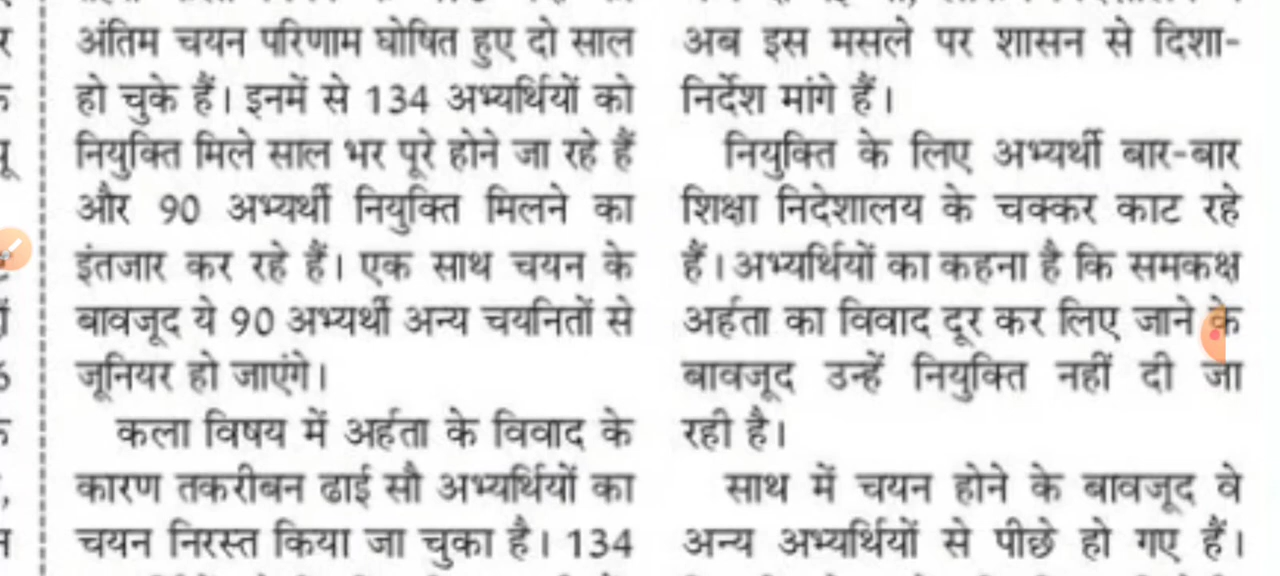 अंतिम चयन परिणाम घोषित हुए दो साल
हो चुके हैं। इनमें से 134 अभ्यर्थियों को
नियुक्ति मिले साल भर पूरे होने जा रहे हैं
और 90 अभ्यर्थी नियुक्ति मिलने का
इंतजार कर रहे हैं। एक साथ चयन के
बावजूद ये 90 अभ्यर्थी अन्य चयनितों से
जूनियर हो जाएंगे।
कला विषय में अर्हता के विवाद के
कारण तकरीबन ढाई सौ अभ्यर्थियों का
चयन निरस्त किया जा चुका है। 134
अब इस मसले पर शासन से दिशा-
निर्देश मांगे हैं।
नियुक्ति के लिए अभ्यर्थी बार-बार
शिक्षा निदेशालय के चक्कर काट रहे
हैं। अभ्यर्थियों का कहना है कि समकक्ष
अर्हता का विवाद दूर कर लिए जाने के
बावजूद उन्हें नियुक्ति नहीं दी जा
रही है।
साथ में चयन होने के बावजूद वे
अन्य अभ्यर्थियों से पीछे हो गए हैं।